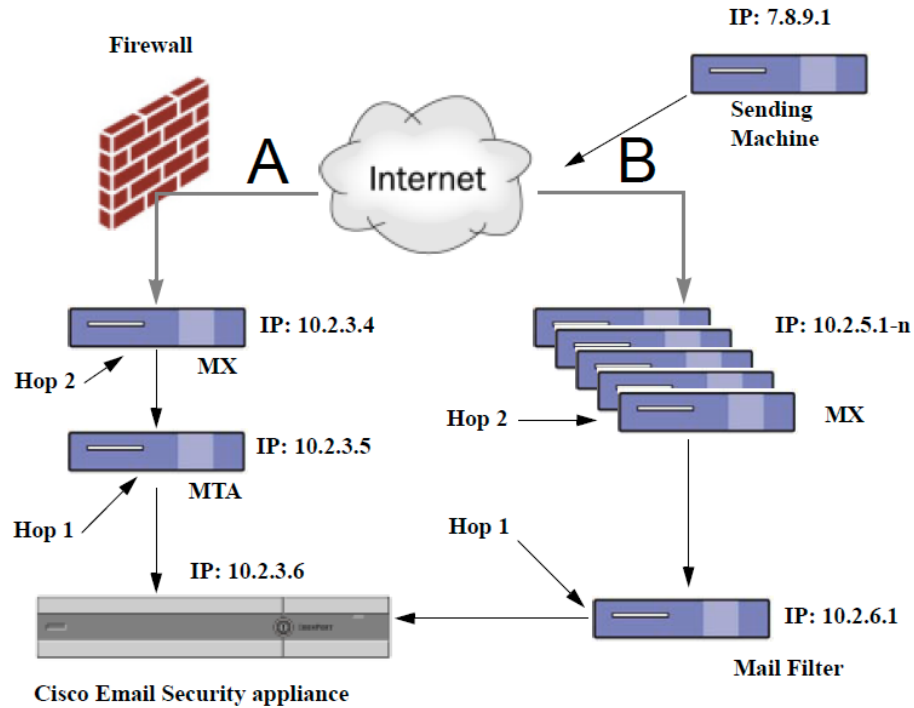 IP: 7.8.9.1
Firewall
Sending
Machine
A
Internet
B
IP: 10.2.3.4
MX
Hop 2
IP: 10.2.5.1-n
MX
Hop 2
IP: 10.2.3.5
MTA
Hop 1
Hop 1
IP: 10.2.3.6
IRONPORT
IP: 10.2.6.1
Mail Filter
Cisco Email Security appliance